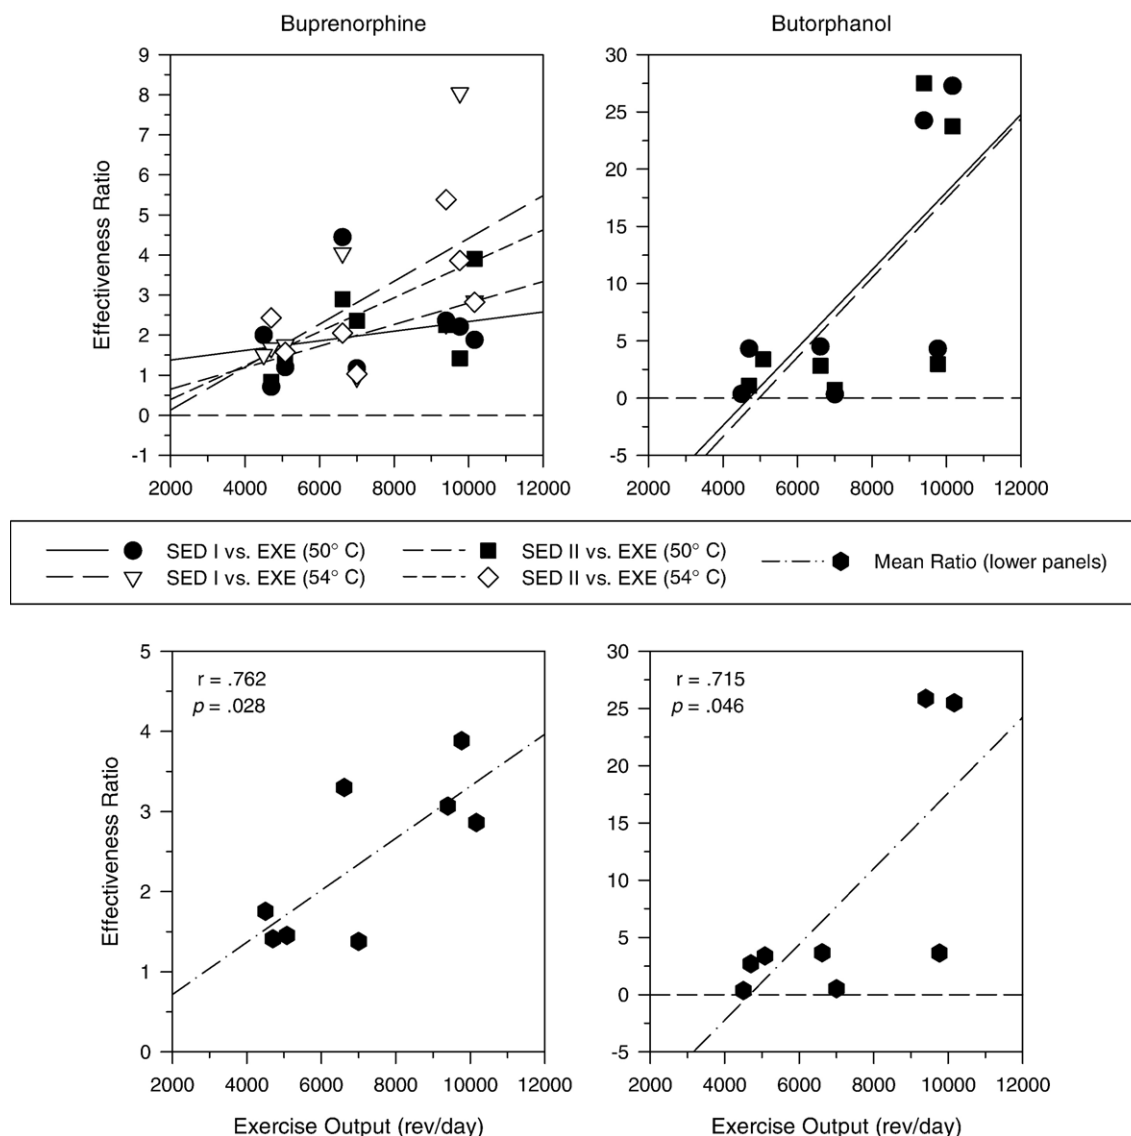 Buprenorphine
Butorphanol
Effectiveness Ratio
9
8
7
6
5
4
3
2
1
0
-1
2000 4000 6000 8000 10000 12000
30
25
20
15
10
5
0
-5
2000 4000 6000 8000 10000 12000
SED I vs. EXE (50° C)
SED II vs. EXE (50° C)
Mean Ratio (lower panels)
SED I vs. EXE (54° C)
SED II vs. EXE (54° C)
Effectiveness Ratio
5
4
3
2
1
0
r = .762
p = .028
2000 4000 6000 8000 10000 12000
Exercise Output (rev/day)
30
25
20
15
10
5
0
-5
r = .715
p = .046
2000 4000 6000 8000 10000 12000
Exercise Output (rev/day)